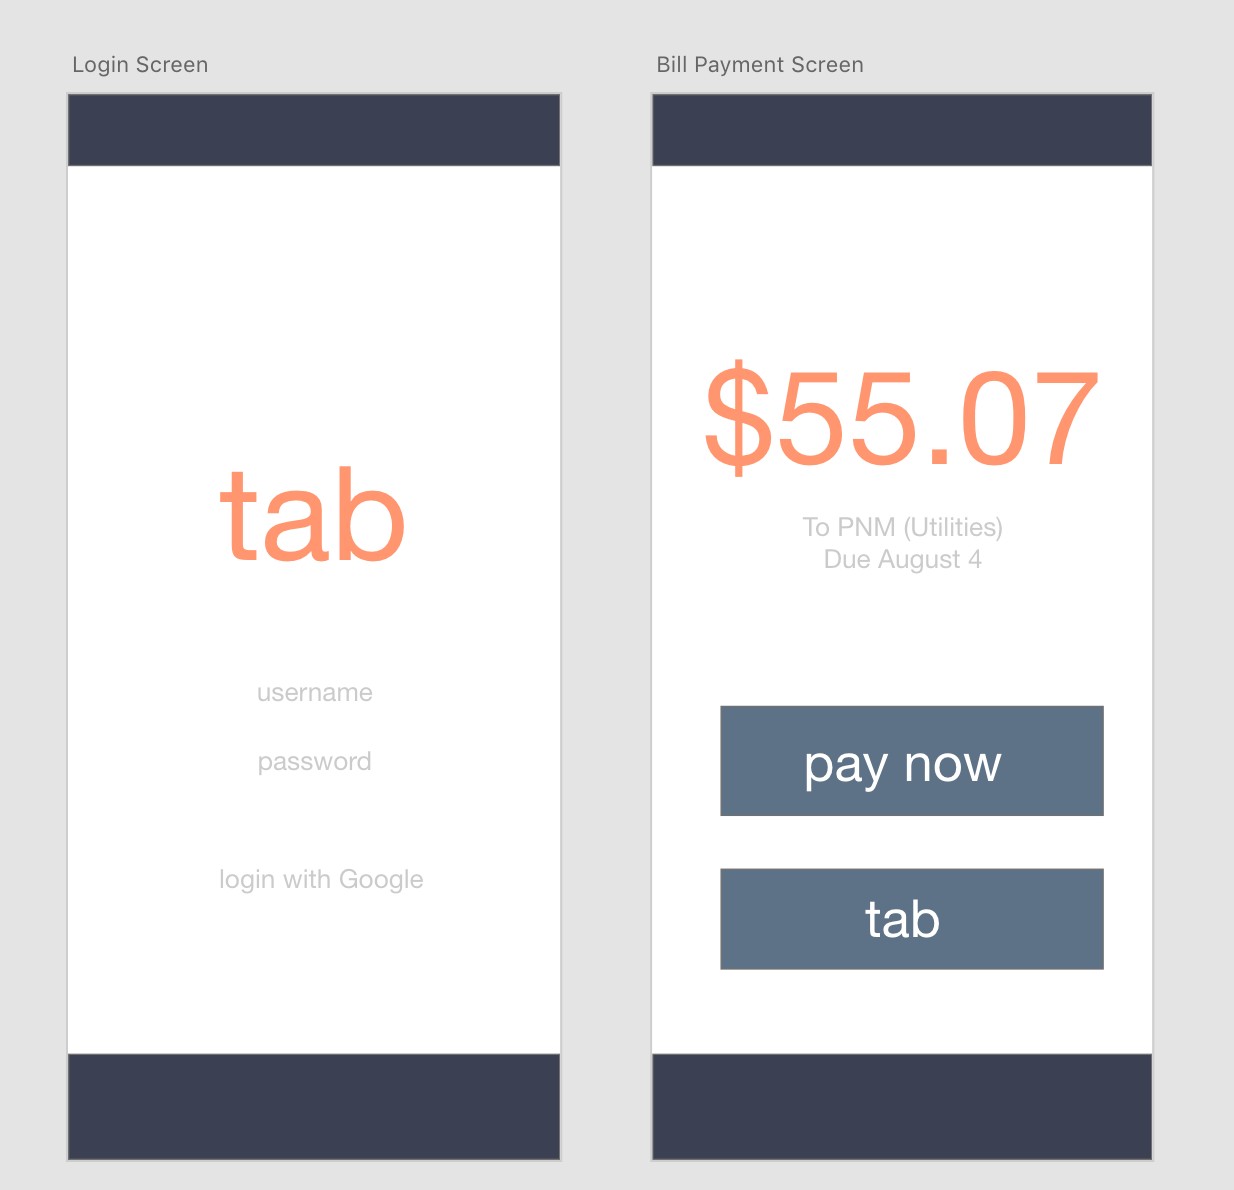 Login Screen
tab
username
password
login with Google
Bill Payment Screen
$55.07
To PNM (Utilities)
Due August 4
pay now
tab